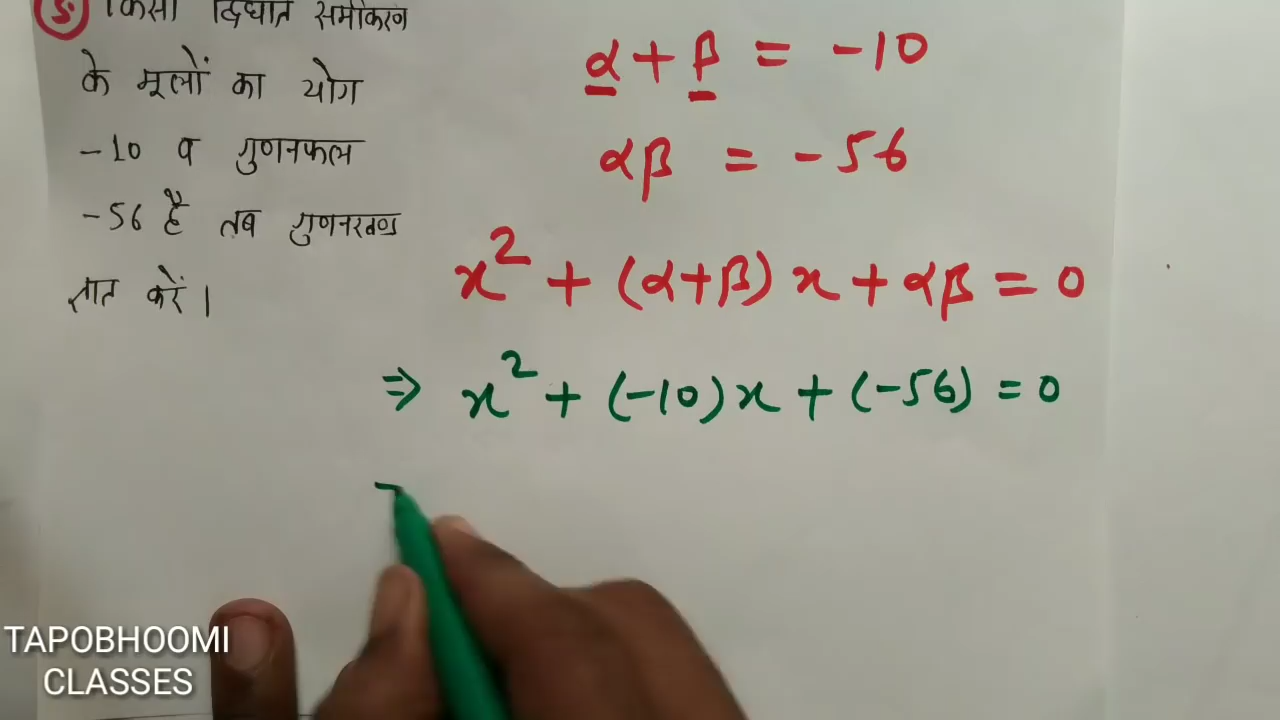 5. किसी द्विघात समीकरण
के मूलों का योग
-10 व गुणनफल
-56 है तब गुणनखण्ड
ज्ञात करें।
α + β = -10
αβ = -56
x² + (α+β) x + αβ = 0
⇒ x² + (-10)x + (-56) = 0
TAPOBHOOMI
CLASSES